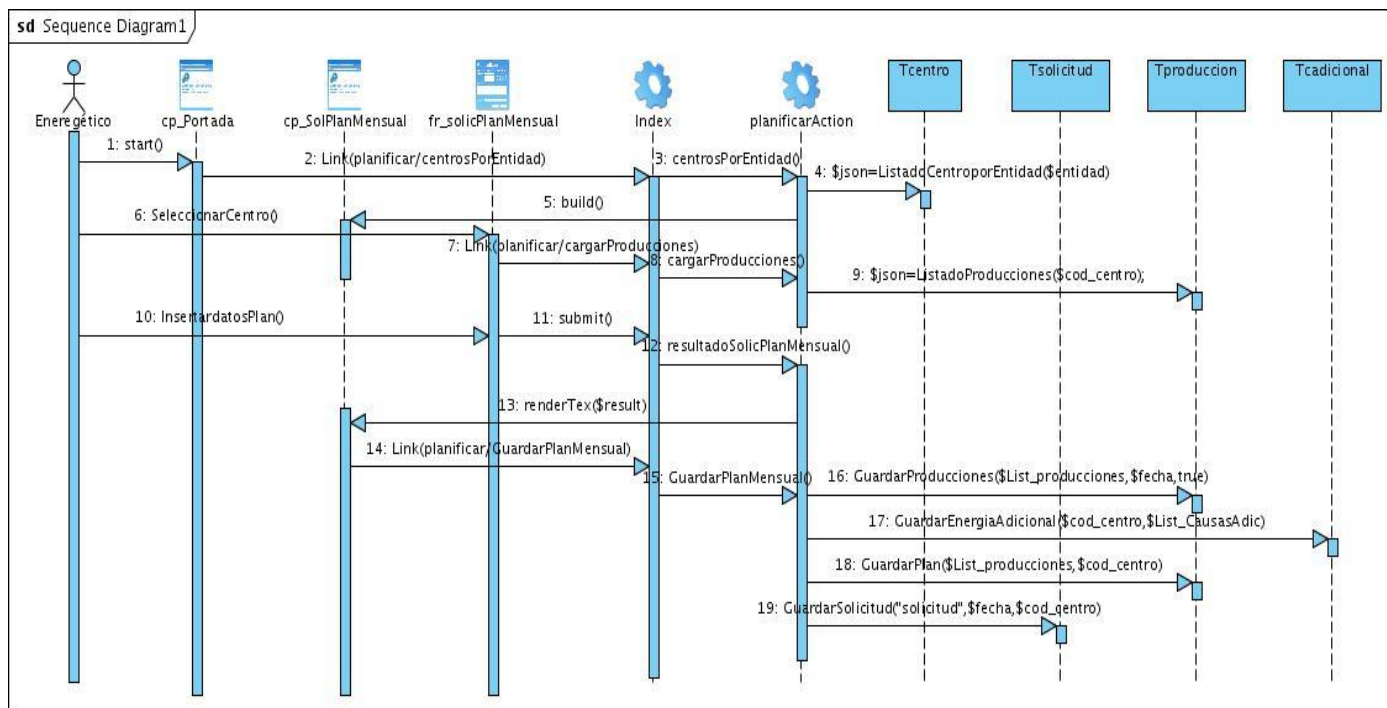 sd Sequence Diagram1
Eneregético
cp_Portada
cp_SolPlanMensual
fr_solicPlanMensual
Index
planificarAction
Tcentro
Tsolicitud
Tproduccion
Tcadicional
1: start()
2: Link(planificar/centrosPorEntidad)
3: centrosPorEntidad()
4: $json=ListadoCentroporEntidad($entidad)
5: build()
6: SeleccionarCentro()
7: Link(planificar/cargarProducciones)
8: cargarProducciones()
9: $json=ListadoProducciones($cod_centro);
10: InsertardatosPlan()
11: submit()
12: resultadoSolicPlanMensual()
13: renderTex($result)
14: Link(planificar/GuardarPlanMensual)
15: GuardarPlanMensual()
16: GuardarProducciones($List_producciones,$fecha,true)
17: GuardarEnergiaAdicional($cod_centro,$List_CausasAdic)
18: GuardarPlan($List_producciones,$cod_centro)
19: GuardarSolicitud("solicitud",$fecha,$cod_centro)